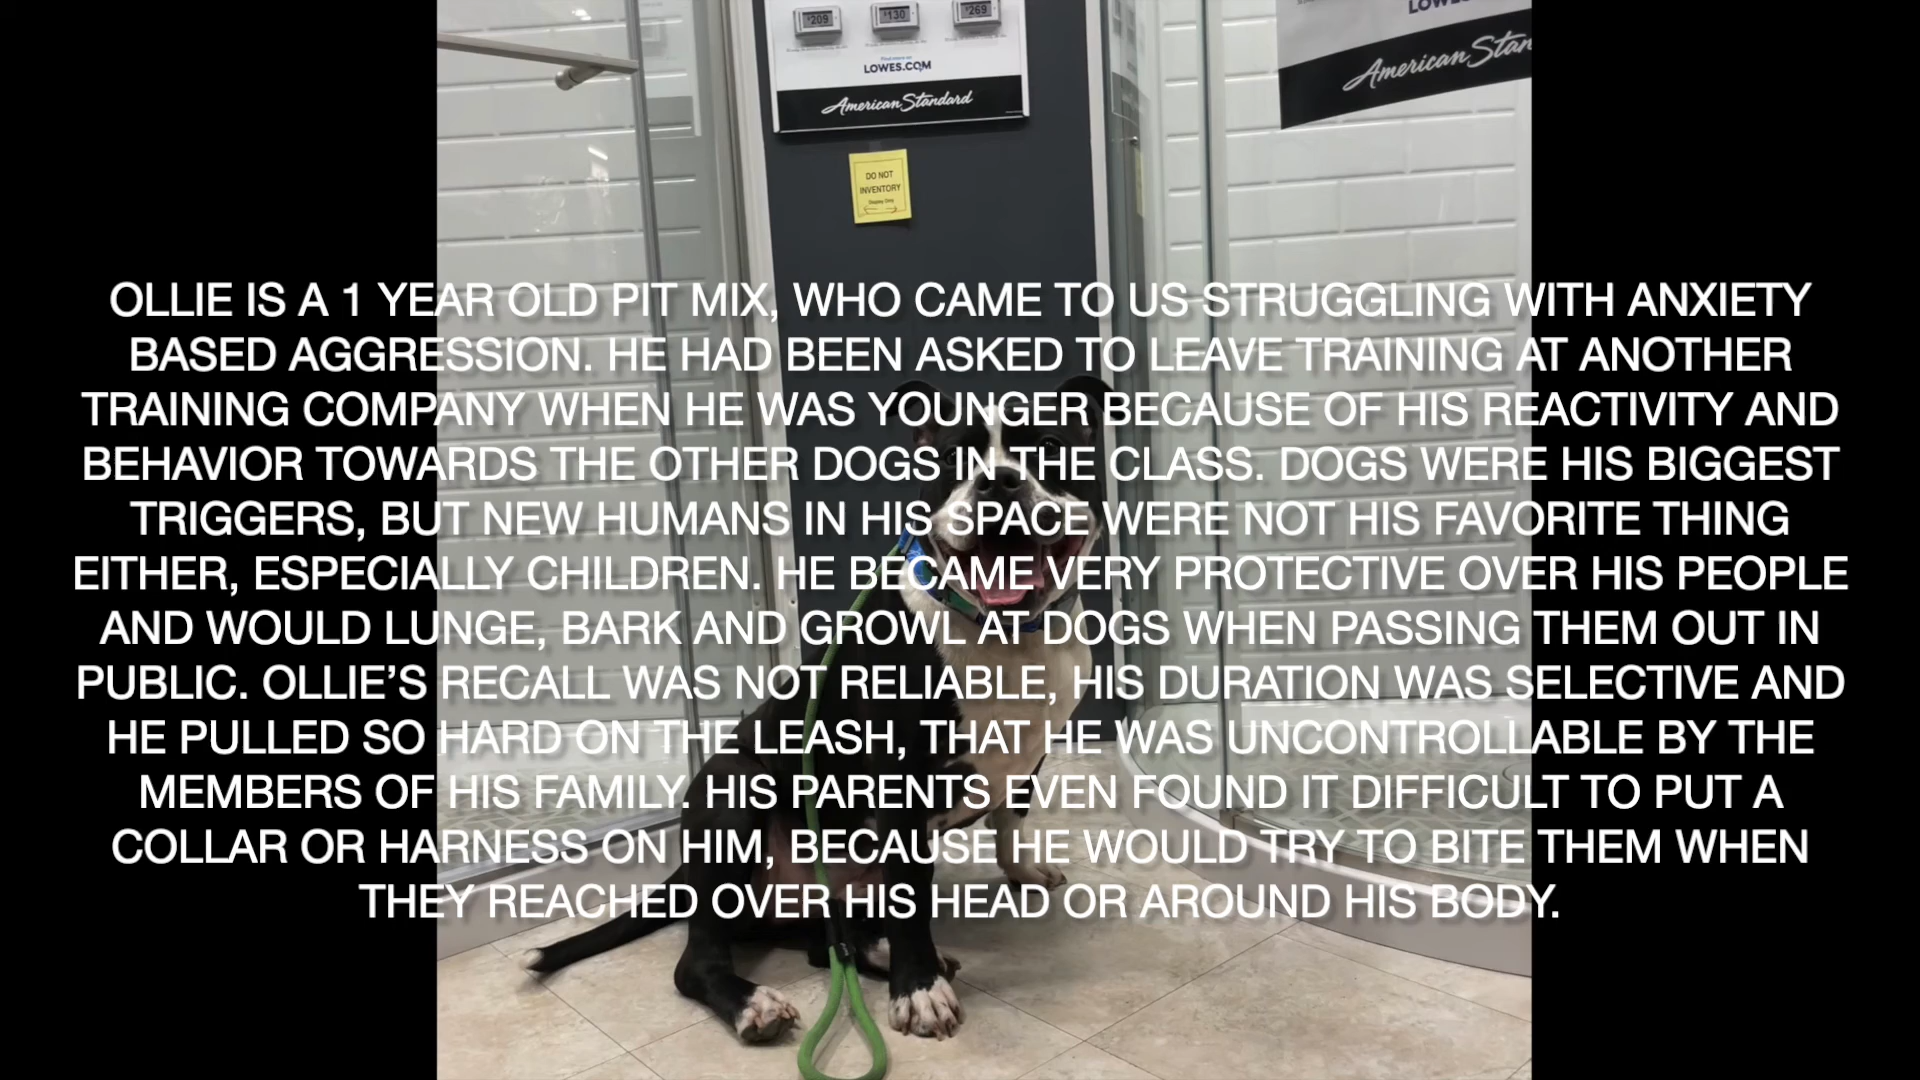 $209 $130 $269
LOWES.COM
American Standard
LOWE'S
American Stan
DO NOT
INVENTORY
Display Only
OLLIE IS A 1 YEAR OLD PIT MIX, WHO CAME TO US STRUGGLING WITH ANXIETY
BASED AGGRESSION. HE HAD BEEN ASKED TO LEAVE TRAINING AT ANOTHER
TRAINING COMPANY WHEN HE WAS YOUNGER BECAUSE OF HIS REACTIVITY AND
BEHAVIOR TOWARDS THE OTHER DOGS IN THE CLASS. DOGS WERE HIS BIGGEST
TRIGGERS, BUT NEW HUMANS IN HIS SPACE WERE NOT HIS FAVORITE THING
EITHER, ESPECIALLY CHILDREN. HE BECAME VERY PROTECTIVE OVER HIS PEOPLE
AND WOULD LUNGE, BARK AND GROWL AT DOGS WHEN PASSING THEM OUT IN
PUBLIC. OLLIE’S RECALL WAS NOT RELIABLE, HIS DURATION WAS SELECTIVE AND
HE PULLED SO HARD ON THE LEASH, THAT HE WAS UNCONTROLLABLE BY THE
MEMBERS OF HIS FAMILY. HIS PARENTS EVEN FOUND IT DIFFICULT TO PUT A
COLLAR OR HARNESS ON HIM, BECAUSE HE WOULD TRY TO BITE THEM WHEN
THEY REACHED OVER HIS HEAD OR AROUND HIS BODY.